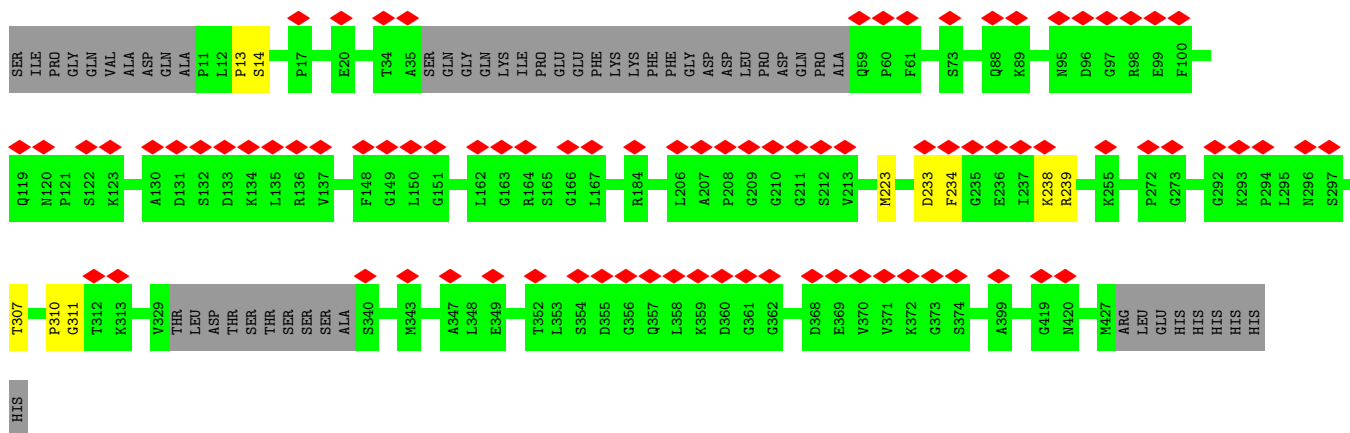 SER ILE PRO GLY GLN VAL ALA ASP GLN ALA P11 L12 P13 S14 P17 E20 T34 A35 SER GLN GLY GLN LYS ILE PRO GLU GLU PHE LYS LYS PHE PHE GLY ASP ASP LEU PRO ASP GLN PRO ALA Q59 P60 F61 S73 Q88 K89 N95 D96 G97 R98 E99 F100
Q119 N120 P121 S122 K123 A130 D131 S132 D133 K134 L135 R136 V137 F148 G149 L150 G151 L162 G163 R164 S165 G166 L167 R184 L206 A207 P208 G209 G210 G211 S212 V213 M223 D233 F234 G235 E236 I237 K238 R239 K255 P272 G273 G292 K293 P294 L295 N296 S297
T307 P310 G311 T312 K313 V329 THR LEU ASP THR SER THR SER SER SER ALA S340 M343 A347 L348 E349 T352 L353 S354 D355 G356 Q357 L358 K359 D360 G361 G362 D368 E369 V370 V371 K372 G373 S374 A399 G419 N420 M427 ARG LEU GLU HIS HIS HIS HIS HIS
HIS